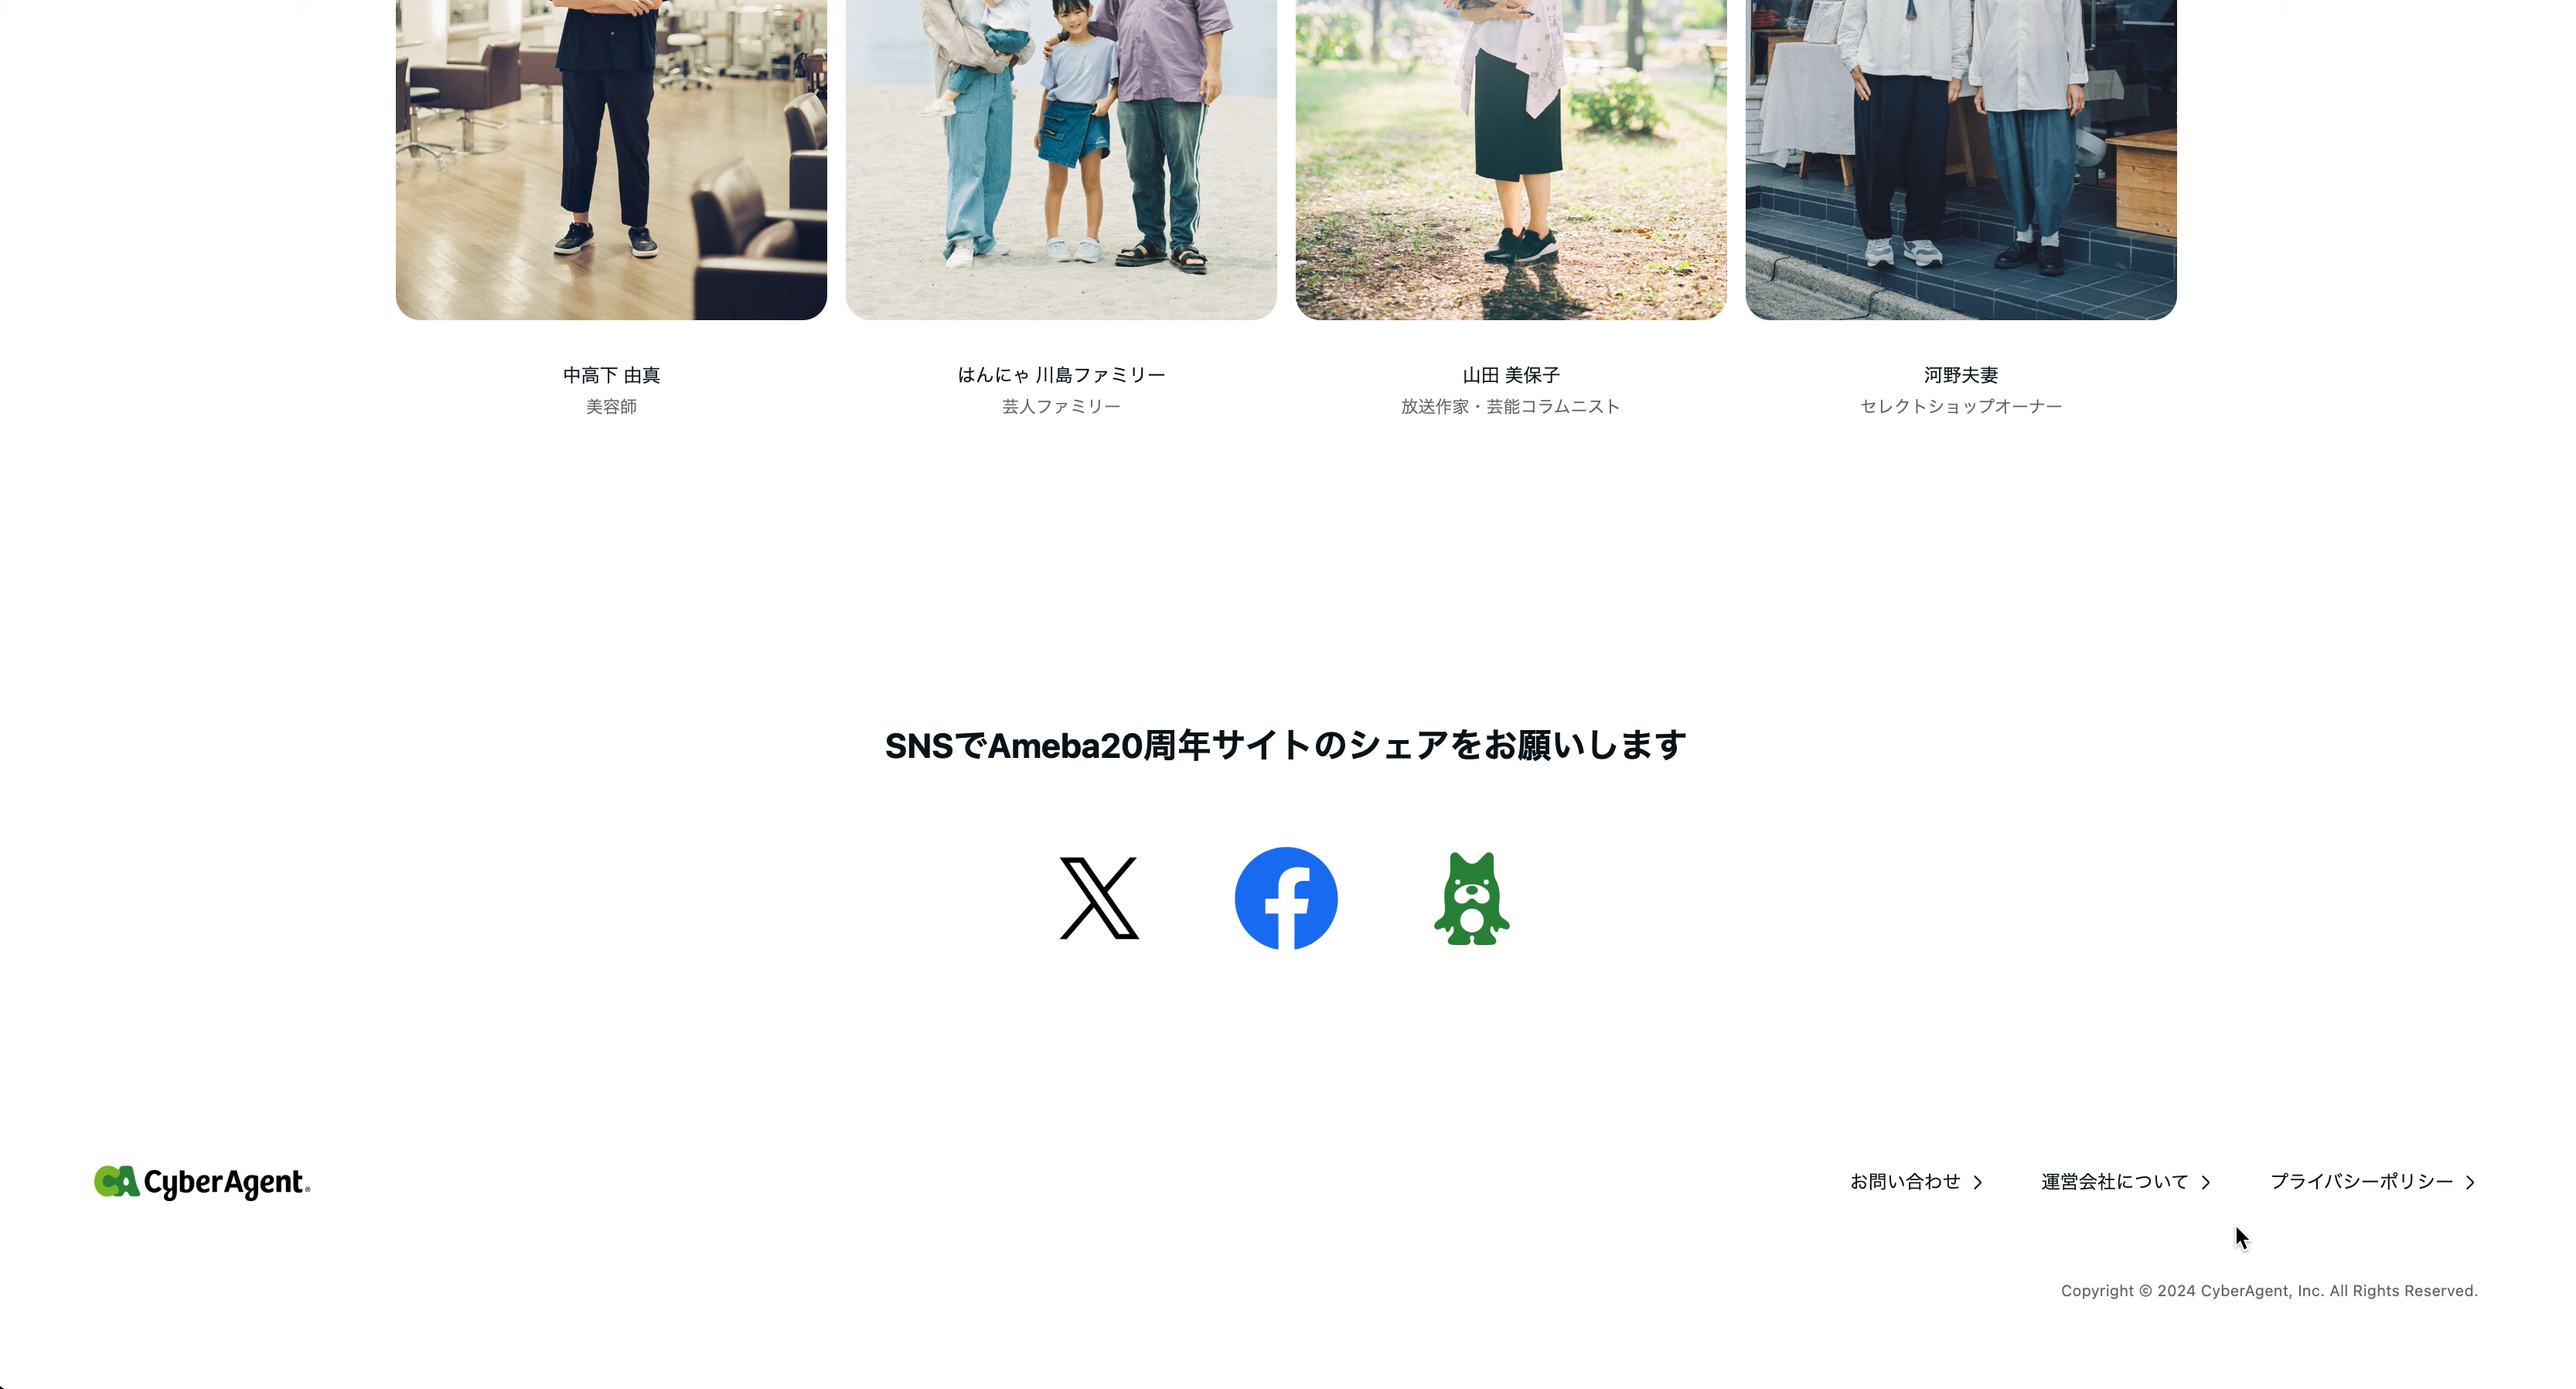 中高下 由真
美容師
はんにゃ 川島ファミリー
芸人ファミリー
山田 美保子
放送作家・芸能コラムニスト
河野夫妻
セレクトショップオーナー
SNSでAmeba20周年サイトのシェアをお願いします
CyberAgent®
お問い合わせ
運営会社について
プライバシーポリシー
Copyright © 2024 CyberAgent, Inc. All Rights Reserved.